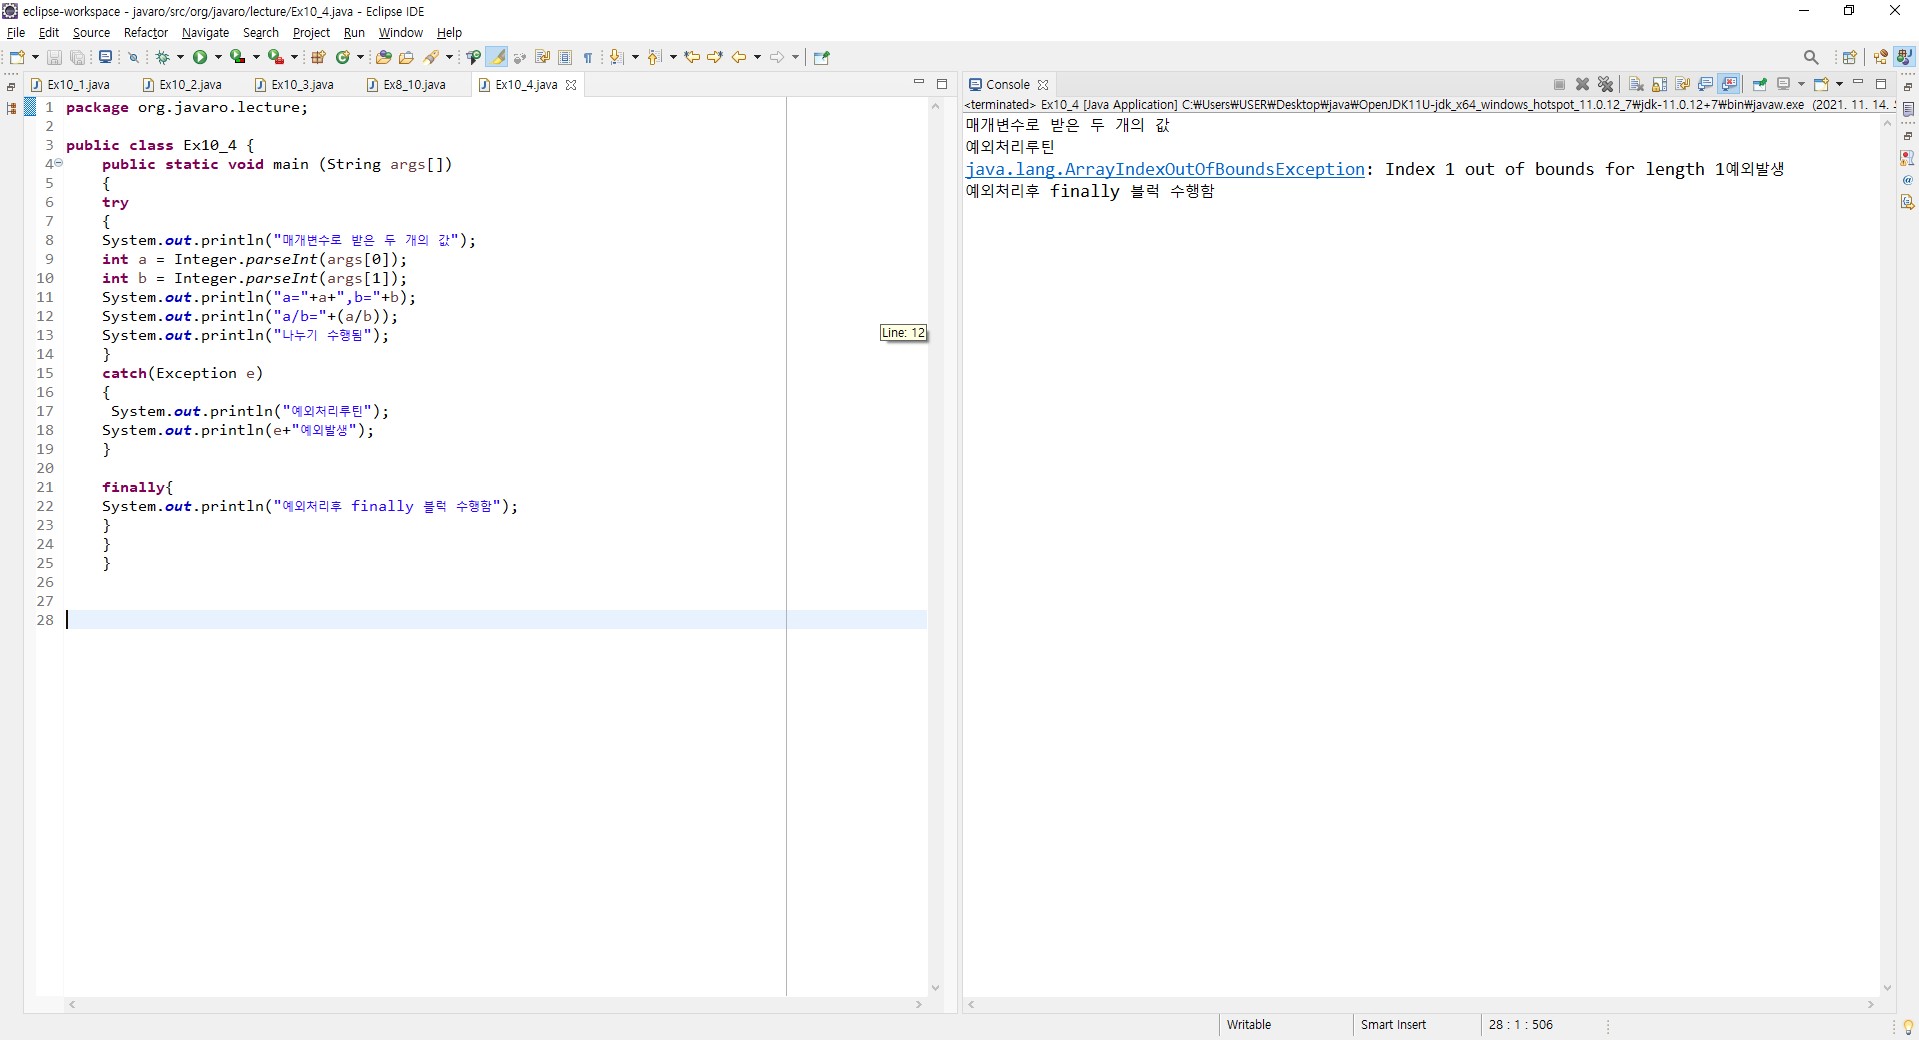 eclipse-workspace - javaro/src/org/javaro/lecture/Ex10_4.java - Eclipse IDE
File Edit Source Refactor Navigate Search Project Run Window Help
Ex10_1.java Ex10_2.java Ex10_3.java Ex8_10.java Ex10_4.java
1 package org.javaro.lecture;
2
3 public class Ex10_4 {
4 public static void main (String args[])
5 {
6 try
7 {
8 System.out.println("매개변수로 받은 두 개의 값");
9 int a = Integer.parseInt(args[0]);
10 int b = Integer.parseInt(args[1]);
11 System.out.println("a="+a+",b="+b);
12 System.out.println("a/b="+(a/b));
13 System.out.println("나누기 수행됨");
14 }
15 catch(Exception e)
16 {
17 System.out.println("예외처리루틴");
18 System.out.println(e+"예외발생");
19 }
20
21 finally{
22 System.out.println("예외처리후 finally 블럭 수행함");
23 }
24 }
25 }
26
27
28
Line: 12
Console
<terminated> Ex10_4 [Java Application] C:₩Users₩USER₩Desktop₩java₩OpenJDK11U-jdk_x64_windows_hotspot_11.0.12_7₩jdk-11.0.12+7₩bin₩javaw.exe (2021. 11. 14.
매개변수로 받은 두 개의 값
예외처리루틴
java.lang.ArrayIndexOutOfBoundsException: Index 1 out of bounds for length 1예외발생
예외처리후 finally 블럭 수행함
Writable Smart Insert 28 : 1 : 506